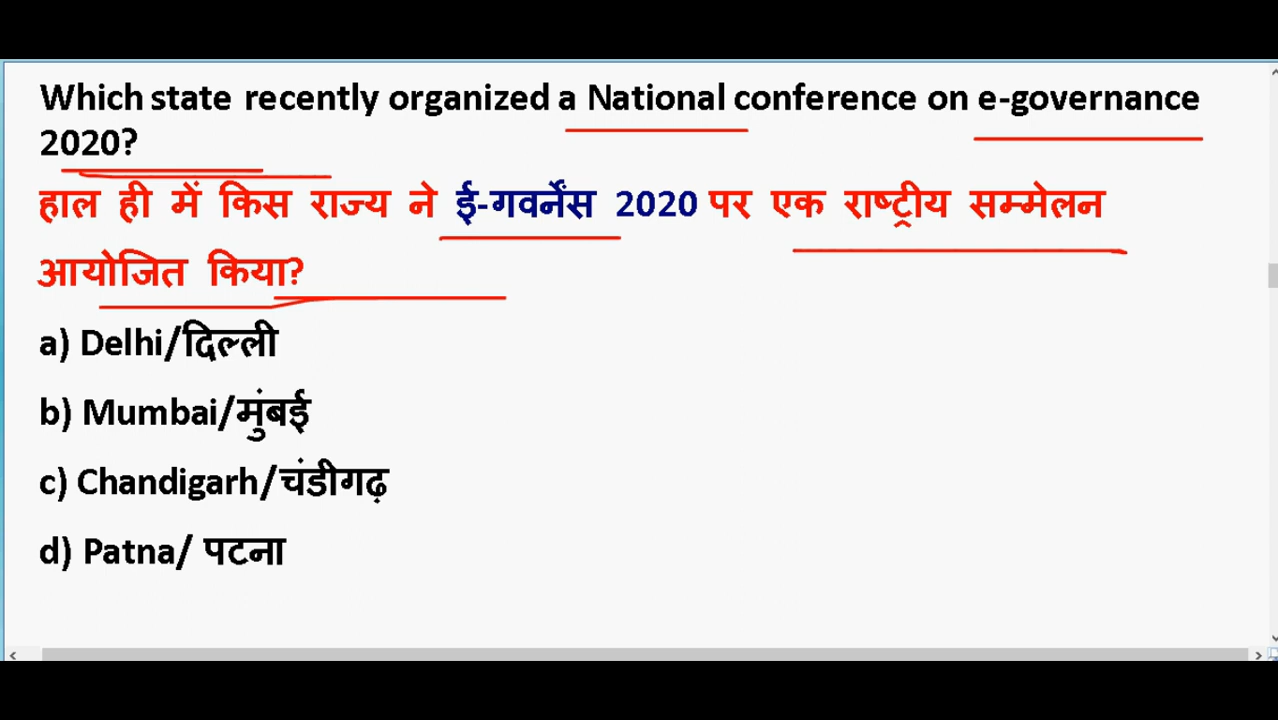 Which state recently organized a National conference on e-governance
2020?
हाल ही में किस राज्य ने ई-गवर्नेंस 2020 पर एक राष्ट्रीय सम्मेलन
आयोजित किया?
a) Delhi/दिल्ली
b) Mumbai/मुंबई
c) Chandigarh/चंडीगढ़
d) Patna/ पटना